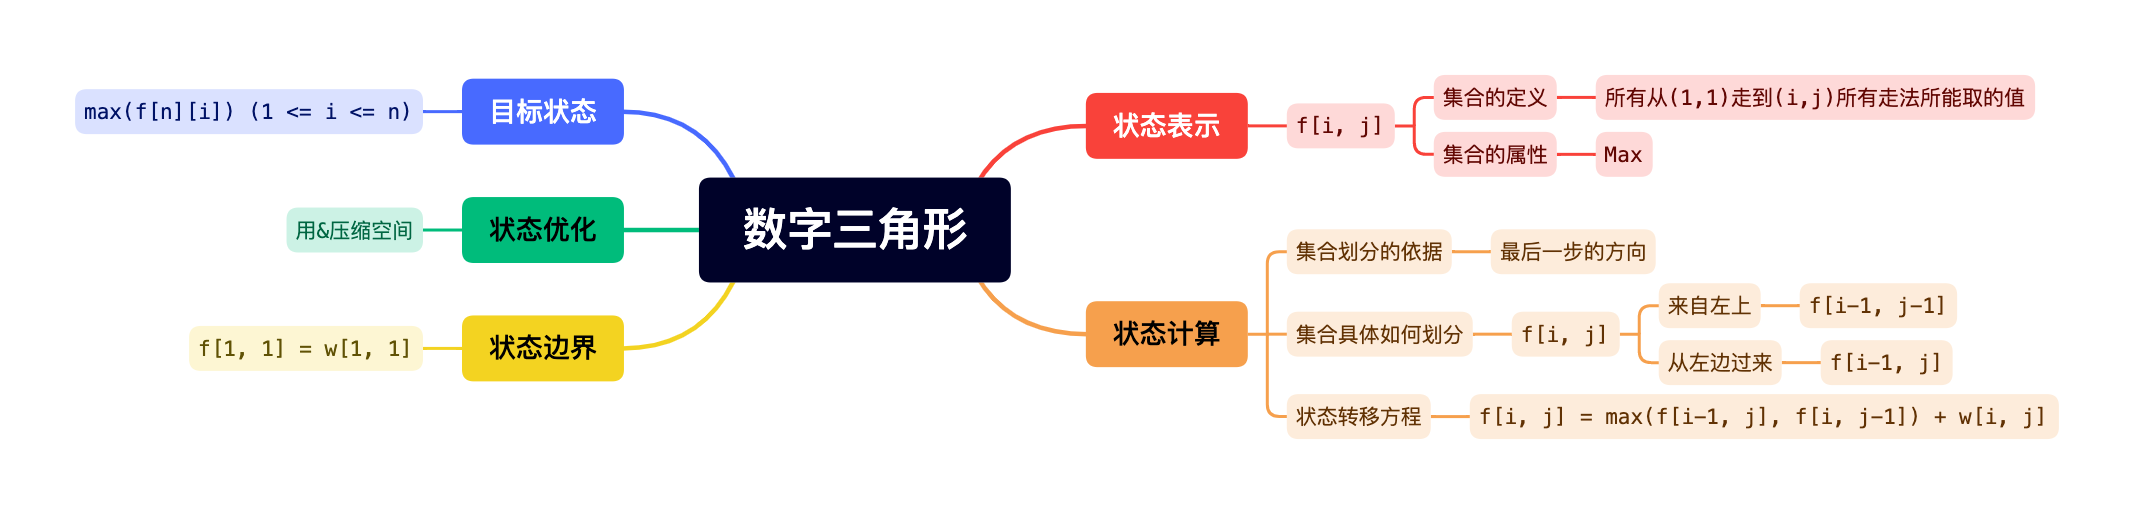 数字三角形
目标状态
max(f[n][i]) (1 <= i <= n)
状态优化
用&压缩空间
状态边界
f[1, 1] = w[1, 1]
状态表示
f[i, j]
集合的定义
所有从(1,1)走到(i,j)所有走法所能取的值
集合的属性
Max
状态计算
集合划分的依据
最后一步的方向
集合具体如何划分
f[i, j]
来自左上
f[i-1, j-1]
从左边过来
f[i-1, j]
状态转移方程
f[i, j] = max(f[i-1, j], f[i, j-1]) + w[i, j]